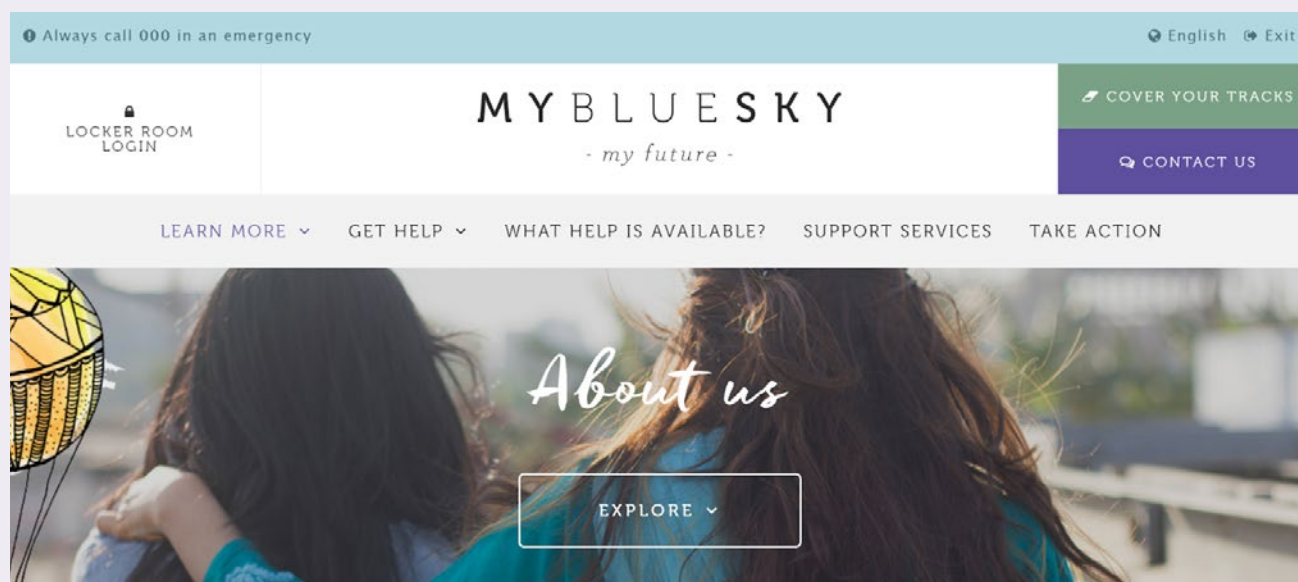 Always call 000 in an emergency
English Exit
LOCKER ROOM
LOGIN
MYBLUESKY
- my future -
COVER YOUR TRACKS
CONTACT US
LEARN MORE GET HELP WHAT HELP IS AVAILABLE? SUPPORT SERVICES TAKE ACTION
About us
EXPLORE